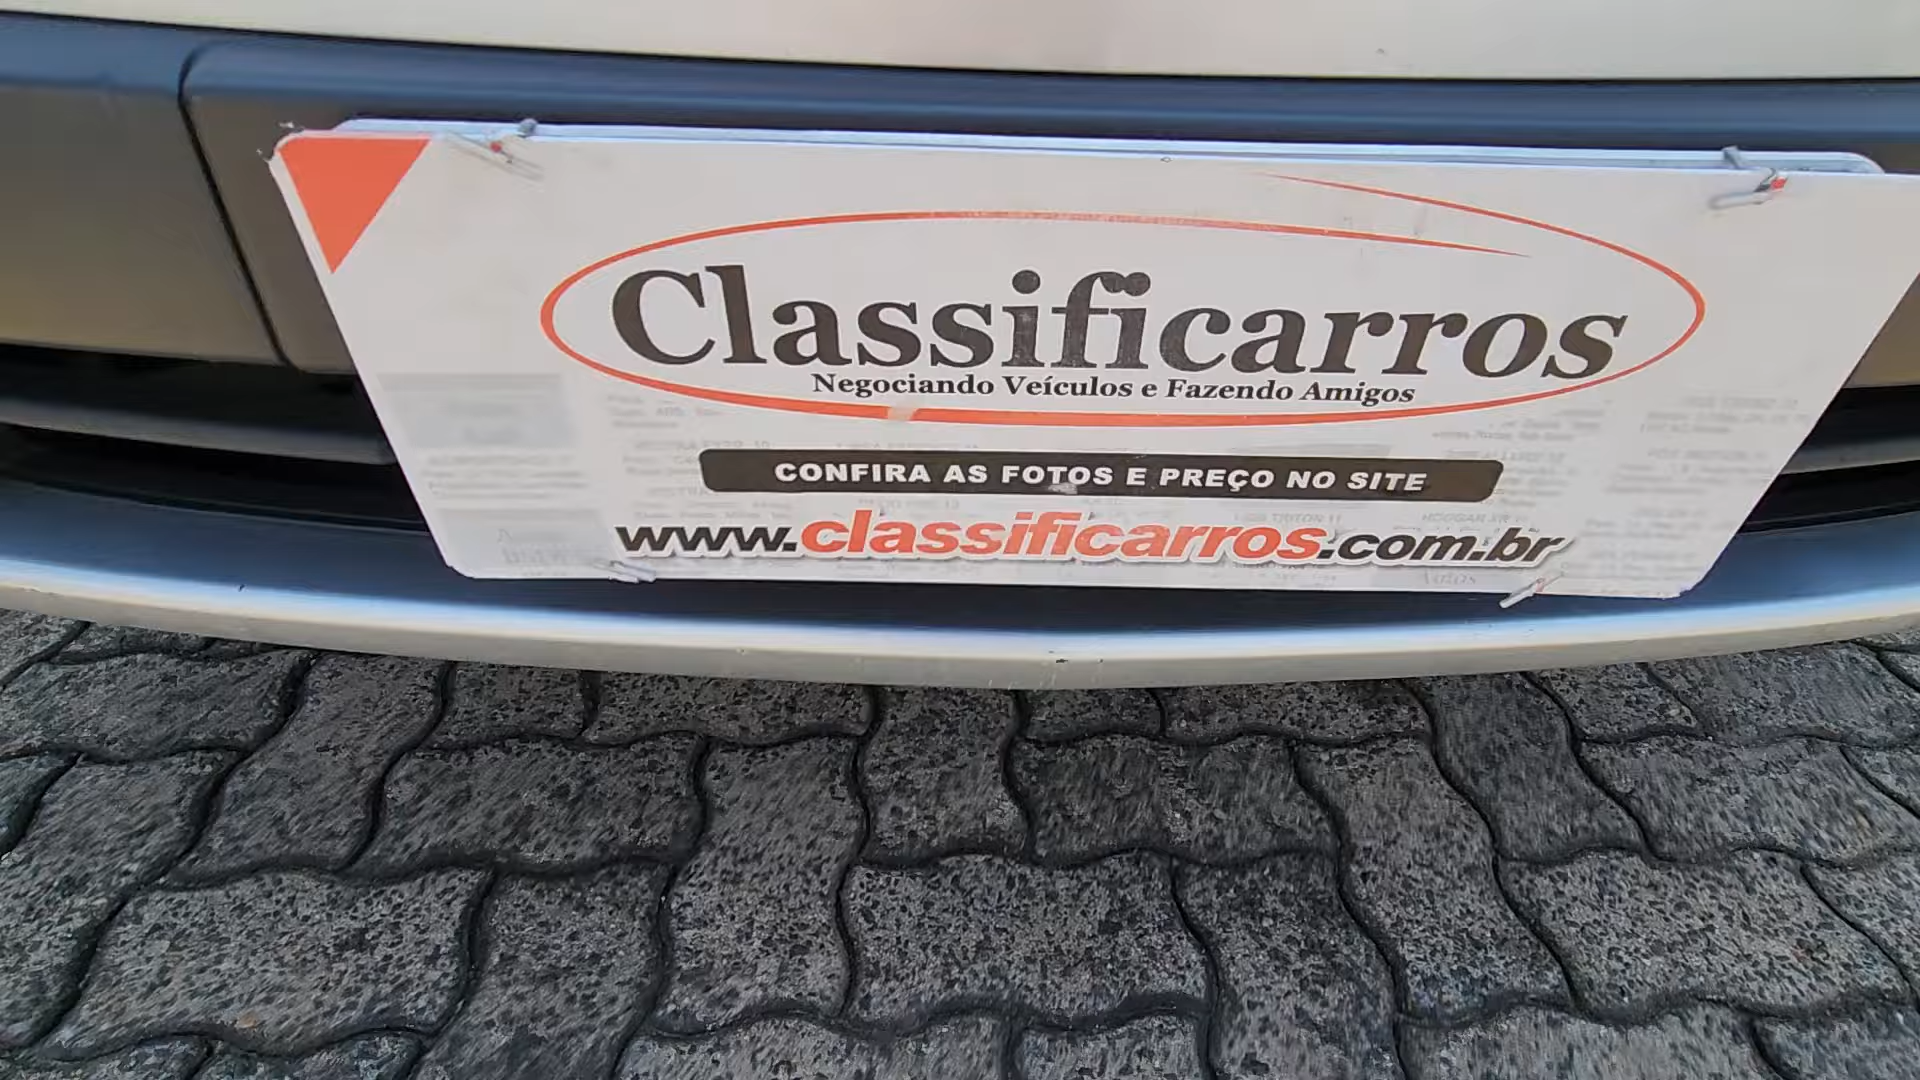 Classificarros
Negociando Veículos e Fazendo Amigos
CONFIRA AS FOTOS E PREÇO NO SITE
www.classificarros.com.br